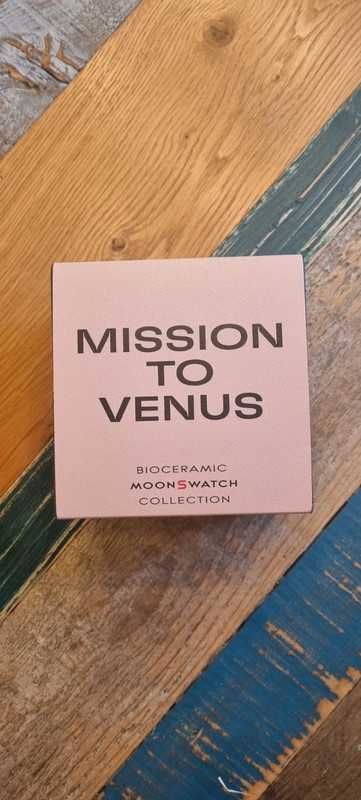 MISSION
TO
VENUS
BIOCERAMIC
MOONSWATCH
COLLECTION